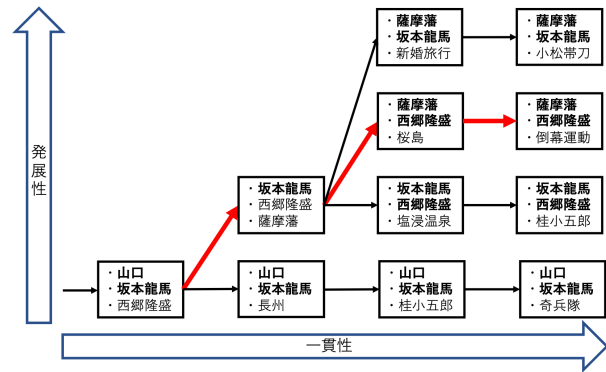 ・薩摩藩
・坂本龍馬
・新婚旅行
・薩摩藩
・坂本龍馬
・小松帯刀
・薩摩藩
・西郷隆盛
・桜島
・薩摩藩
・西郷隆盛
・倒幕運動
発展性
・坂本龍馬
・西郷隆盛
・薩摩藩
・坂本龍馬
・西郷隆盛
・塩浸温泉
・坂本龍馬
・西郷隆盛
・桂小五郎
・山口
・坂本龍馬
・西郷隆盛
・山口
・坂本龍馬
・長州
・山口
・坂本龍馬
・桂小五郎
・山口
・坂本龍馬
・奇兵隊
一貫性